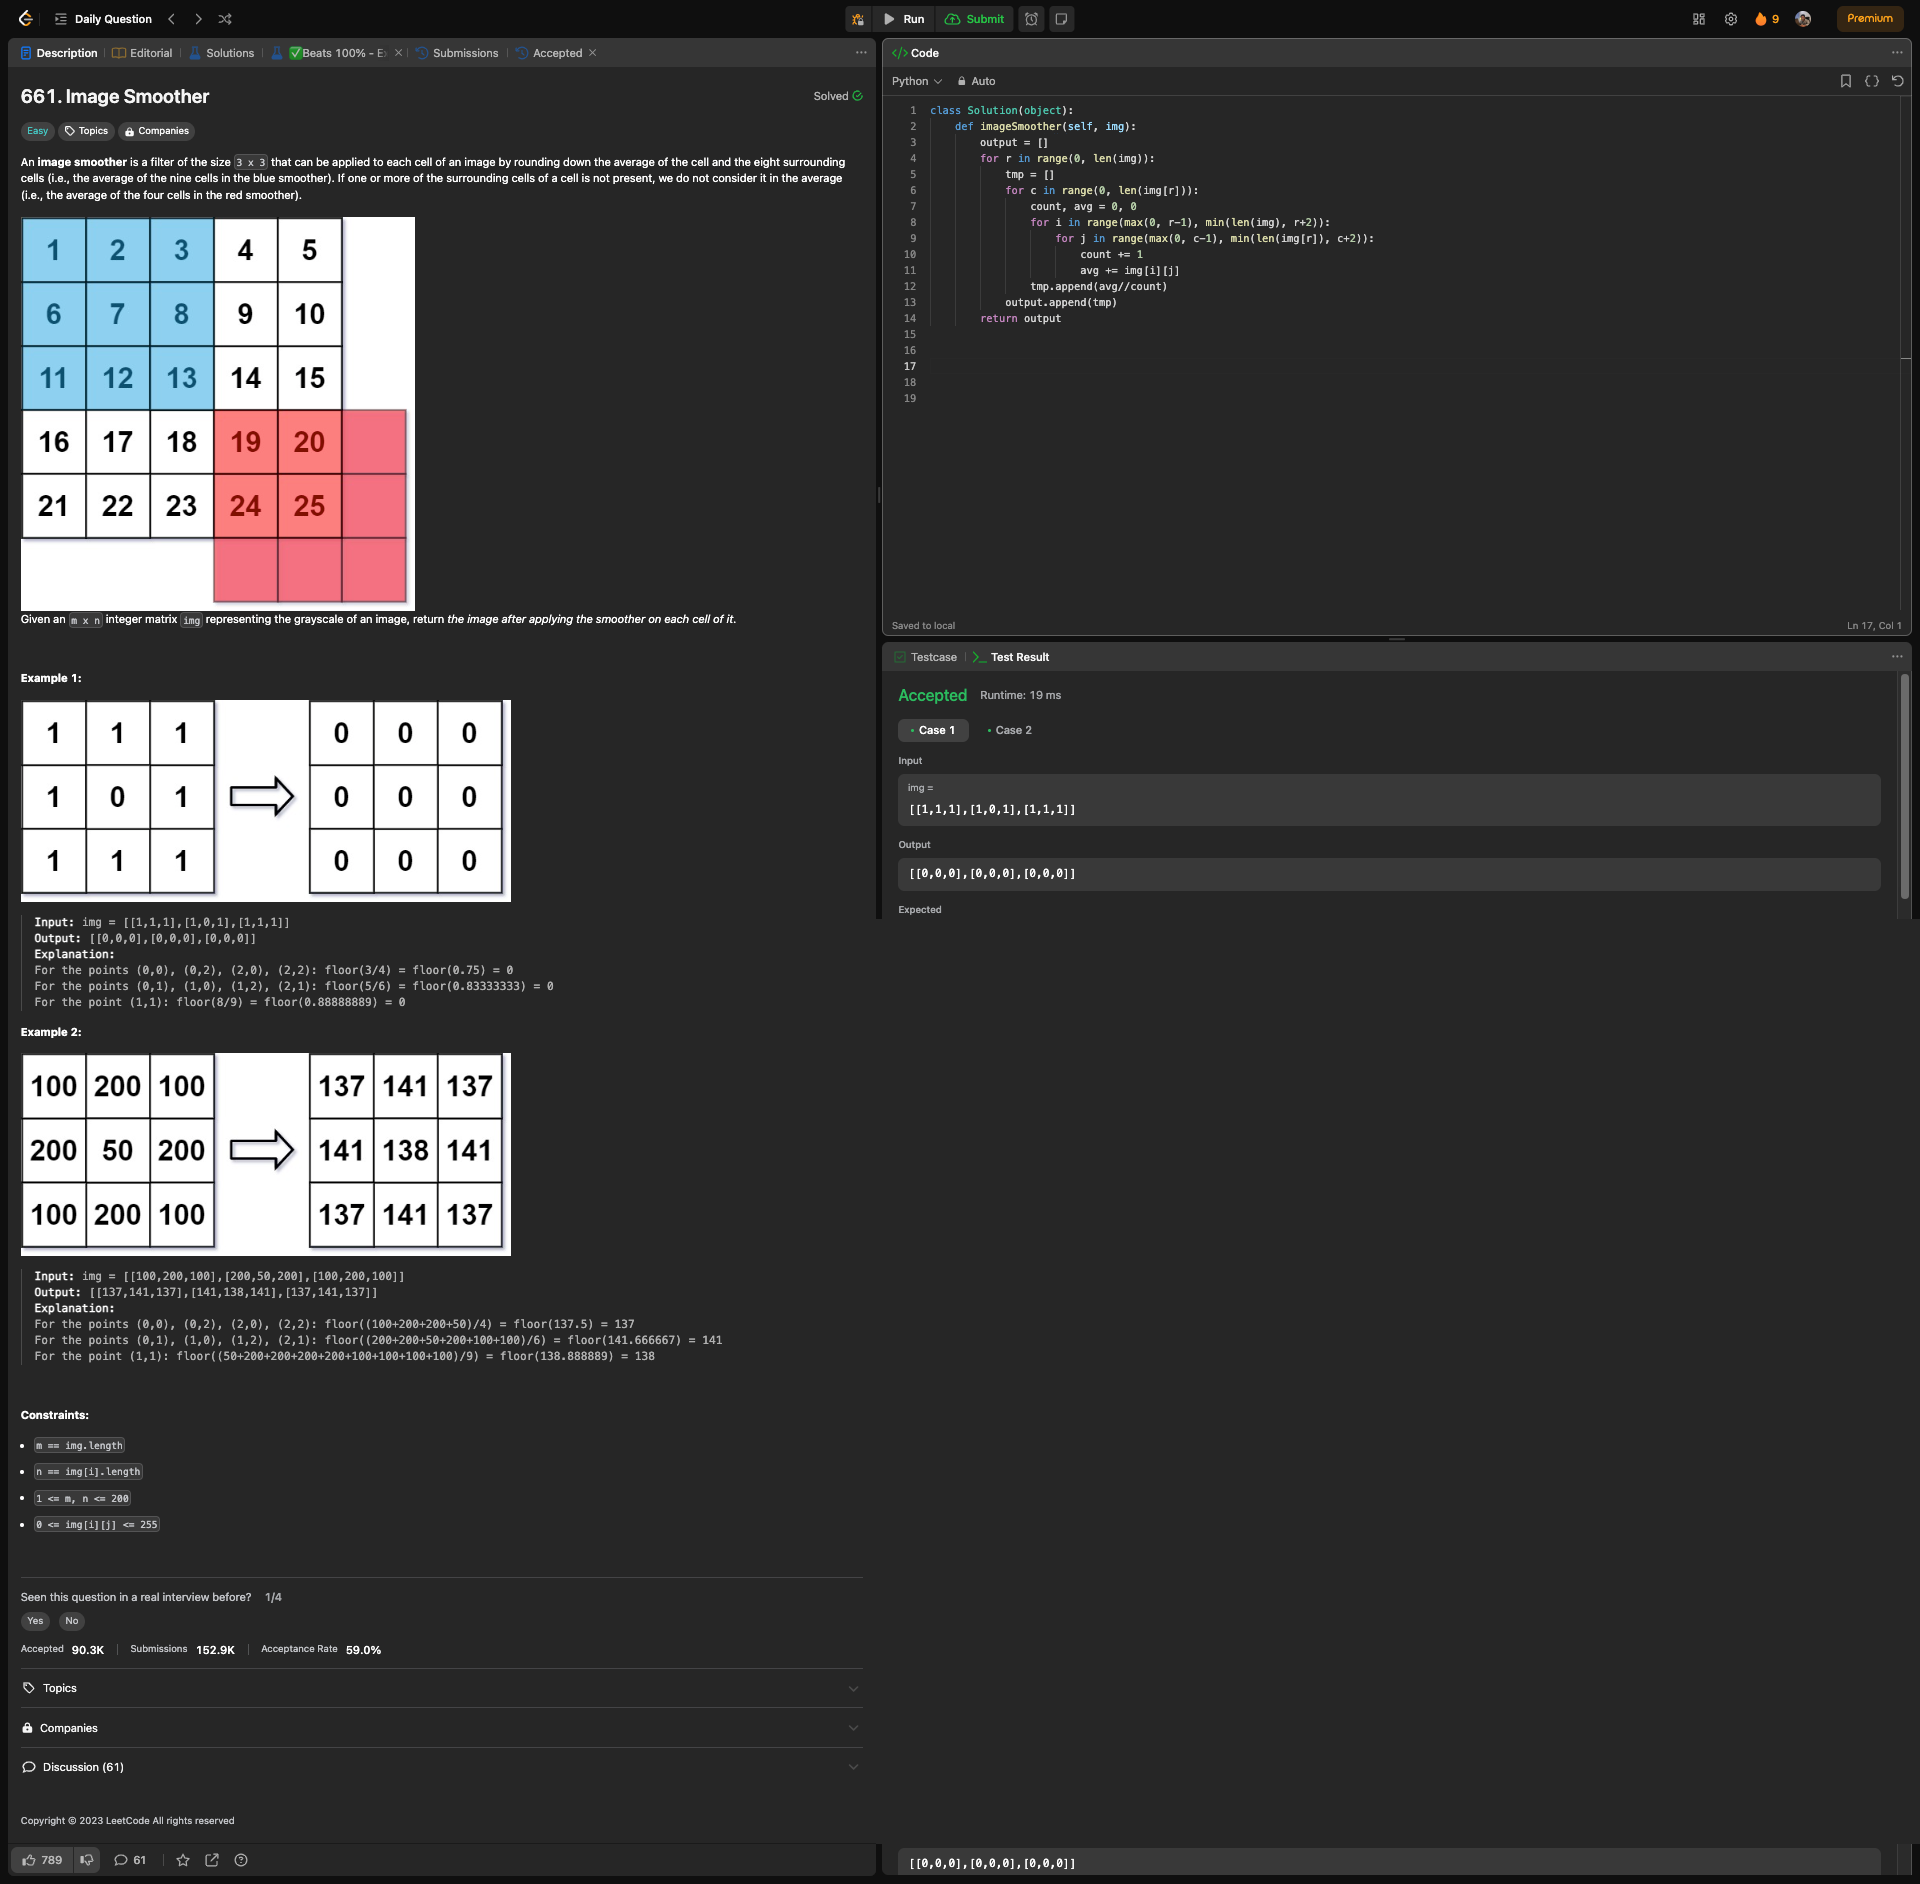 Daily Question
Run
Submit
9
Premium
Description
Editorial
Solutions
✅Beats 100% - E
Submissions
Accepted
661. Image Smoother
Solved
Easy
Topics
Companies
An image smoother is a filter of the size 3 x 3 that can be applied to each cell of an image by rounding down the average of the cell and the eight surrounding
cells (i.e., the average of the nine cells in the blue smoother). If one or more of the surrounding cells of a cell is not present, we do not consider it in the average
(i.e., the average of the four cells in the red smoother).
1 2 3 4 5
6 7 8 9 10
11 12 13 14 15
16 17 18 19 20
21 22 23 24 25
Given an m x n integer matrix img representing the grayscale of an image, return the image after applying the smoother on each cell of it.
Example 1:
1 1 1 0 0 0
1 0 1 0 0 0
1 1 1 0 0 0
Input: img = [[1,1,1],[1,0,1],[1,1,1]]
Output: [[0,0,0],[0,0,0],[0,0,0]]
Explanation:
For the points (0,0), (0,2), (2,0), (2,2): floor(3/4) = floor(0.75) = 0
For the points (0,1), (1,0), (1,2), (2,1): floor(5/6) = floor(0.83333333) = 0
For the point (1,1): floor(8/9) = floor(0.88888889) = 0
Example 2:
100 200 100 137 141 137
200 50 200 141 138 141
100 200 100 137 141 137
Input: img = [[100,200,100],[200,50,200],[100,200,100]]
Output: [[137,141,137],[141,138,141],[137,141,137]]
Explanation:
For the points (0,0), (0,2), (2,0), (2,2): floor((100+200+200+50)/4) = floor(137.5) = 137
For the points (0,1), (1,0), (1,2), (2,1): floor((200+200+50+200+100+100)/6) = floor(141.666667) = 141
For the point (1,1): floor((50+200+200+200+200+100+100+100+100)/9) = floor(138.888889) = 138
Constraints:
m == img.length
n == img[i].length
1 <= m, n <= 200
0 <= img[i][j] <= 255
Seen this question in a real interview before? 1/4
Yes No
Accepted 90.3K Submissions 152.9K Acceptance Rate 59.0%
Topics
Companies
Discussion (61)
Copyright © 2023 LeetCode All rights reserved
789 61
</> Code
Python Auto
1 class Solution(object):
2 def imageSmoother(self, img):
3 output = []
4 for r in range(0, len(img)):
5 tmp = []
6 for c in range(0, len(img[r])):
7 count, avg = 0, 0
8 for i in range(max(0, r-1), min(len(img), r+2)):
9 for j in range(max(0, c-1), min(len(img[r]), c+2)):
10 count += 1
11 avg += img[i][j]
12 tmp.append(avg//count)
13 output.append(tmp)
14 return output
15
16
17
18
19
Saved to local
Ln 17, Col 1
Testcase
Test Result
Accepted Runtime: 19 ms
Case 1 Case 2
Input
img =
[[1,1,1],[1,0,1],[1,1,1]]
Output
[[0,0,0],[0,0,0],[0,0,0]]
Expected
[[0,0,0],[0,0,0],[0,0,0]]